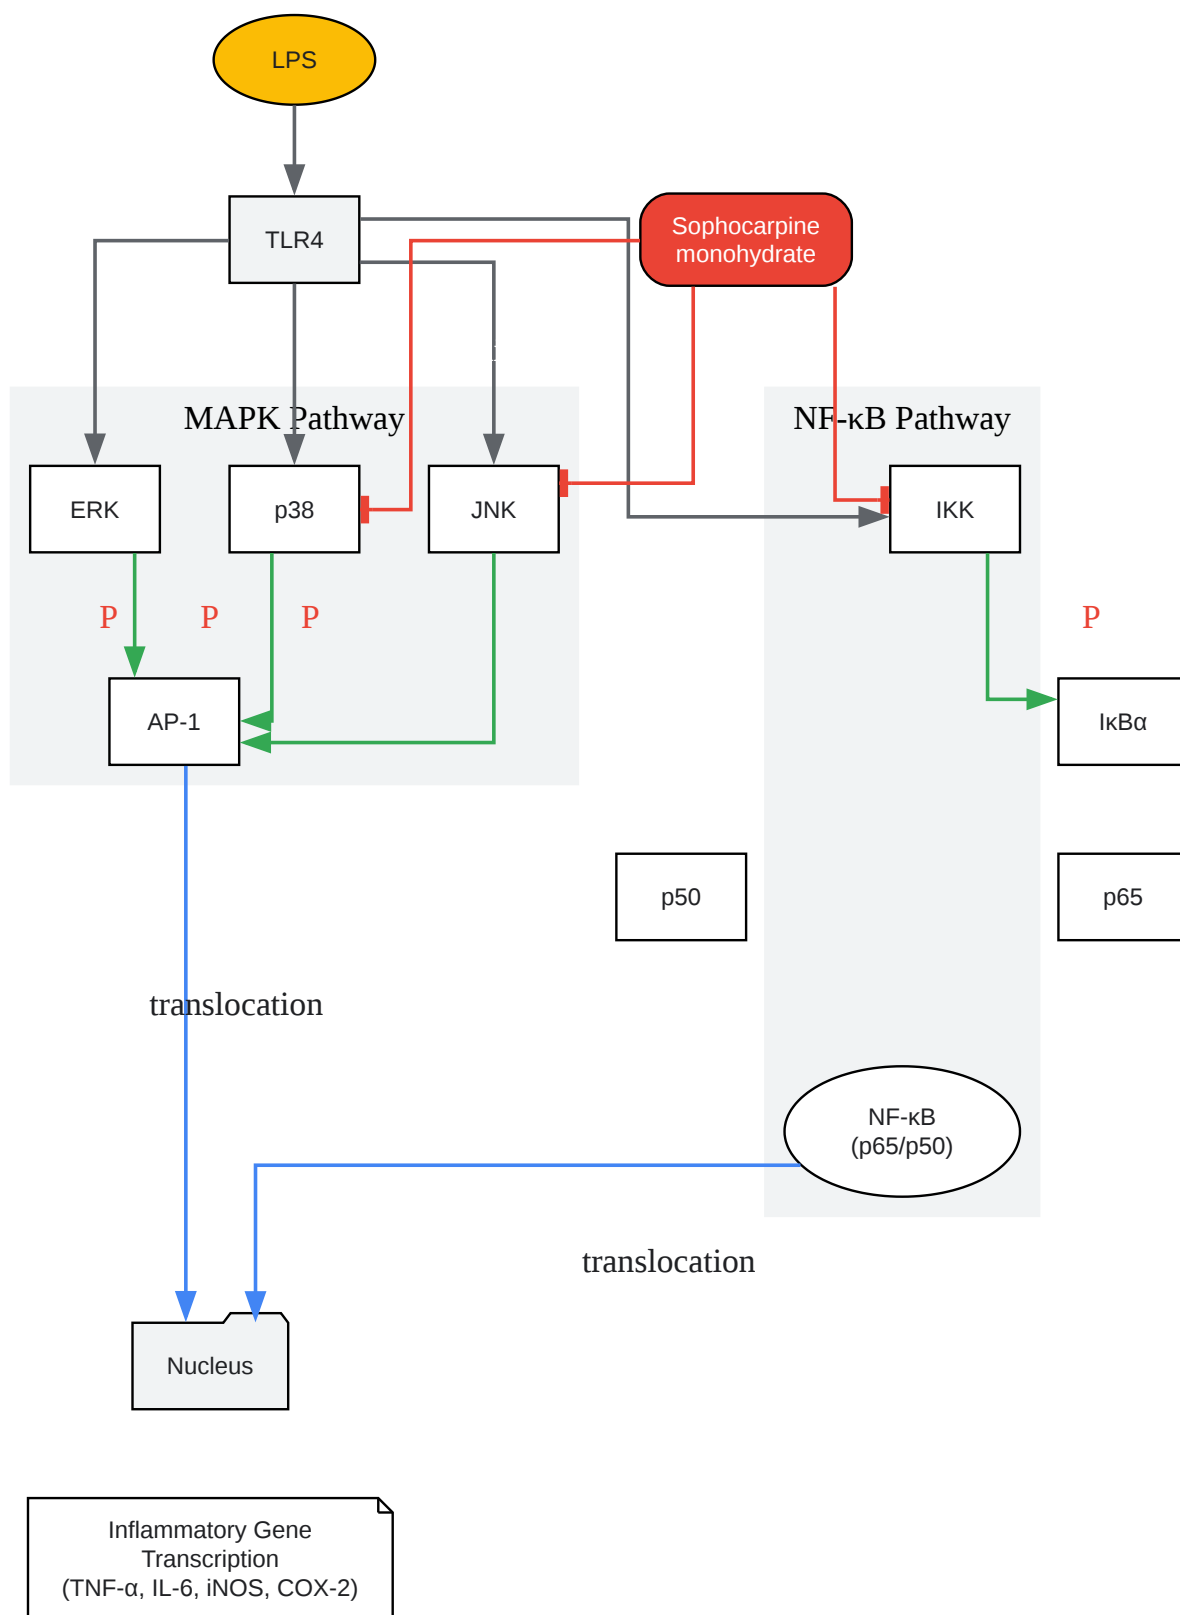 LPS
TLR4
Sophocarpine
monohydrate
MAPK Pathway
NF-κB Pathway
ERK
p38
JNK
IKK
P
P
P
P
AP-1
IκBα
p50
p65
translocation
NF-κB
(p65/p50)
translocation
Nucleus
Inflammatory Gene
Transcription
(TNF-α, IL-6, iNOS, COX-2)